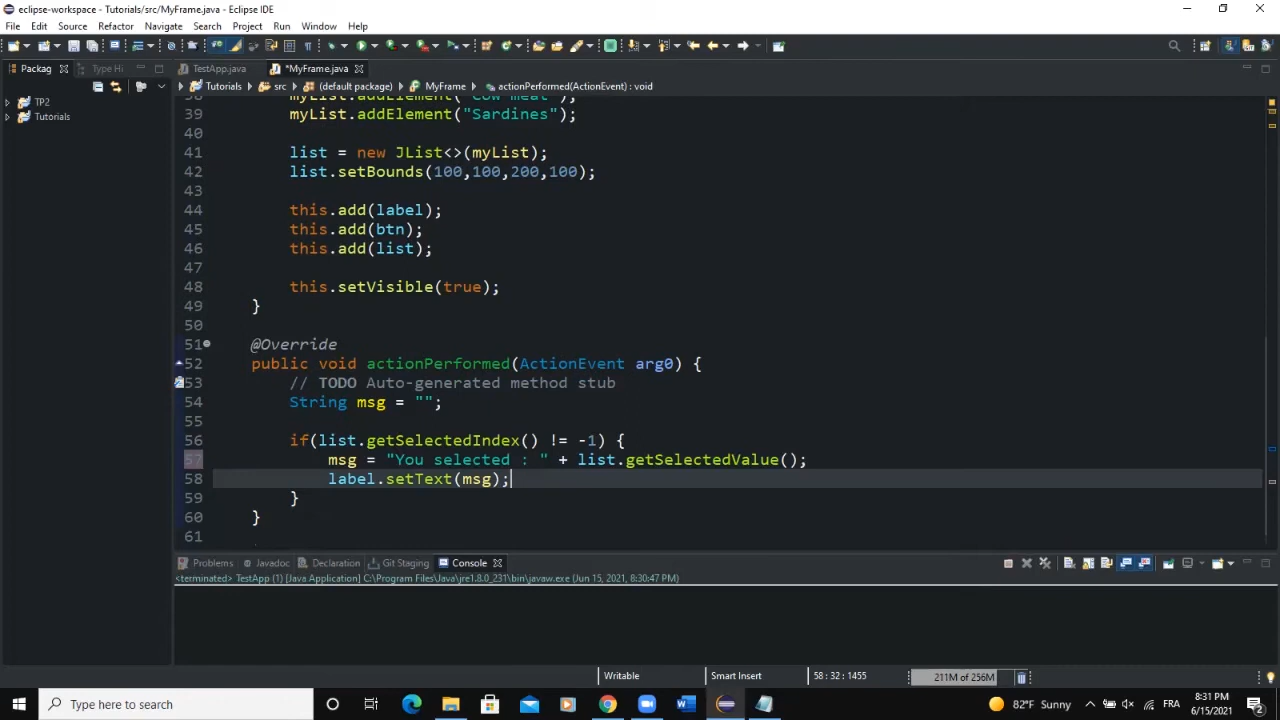 eclipse-workspace - Tutorials/src/MyFrame.java - Eclipse IDE
File Edit Source Refactor Navigate Search Project Run Window Help
Packag Type Hi TestApp.java *MyFrame.java
Tutorials src (default package) MyFrame actionPerformed(ActionEvent) : void
TP2
Tutorials
38 myList.addElement("Cow meat");
39 myList.addElement("Sardines");
40
41 list = new JList<>(myList);
42 list.setBounds(100,100,200,100);
43
44 this.add(label);
45 this.add(btn);
46 this.add(list);
47
48 this.setVisible(true);
49 }
50
51 @Override
52 public void actionPerformed(ActionEvent arg0) {
53 // TODO Auto-generated method stub
54 String msg = "";
55
56 if(list.getSelectedIndex() != -1) {
57 msg = "You selected : " + list.getSelectedValue();
58 label.setText(msg);
59 }
60 }
61
Problems Javadoc Declaration Git Staging Console
<terminated> TestApp (1) [Java Application] C:\Program Files\Java\jre1.8.0_231\bin\javaw.exe (Jun 15, 2021, 8:30:47 PM)
Writable Smart Insert 58 : 32 : 1455 211M of 256M
Type here to search 82°F Sunny FRA 8:31 PM
6/15/2021 2